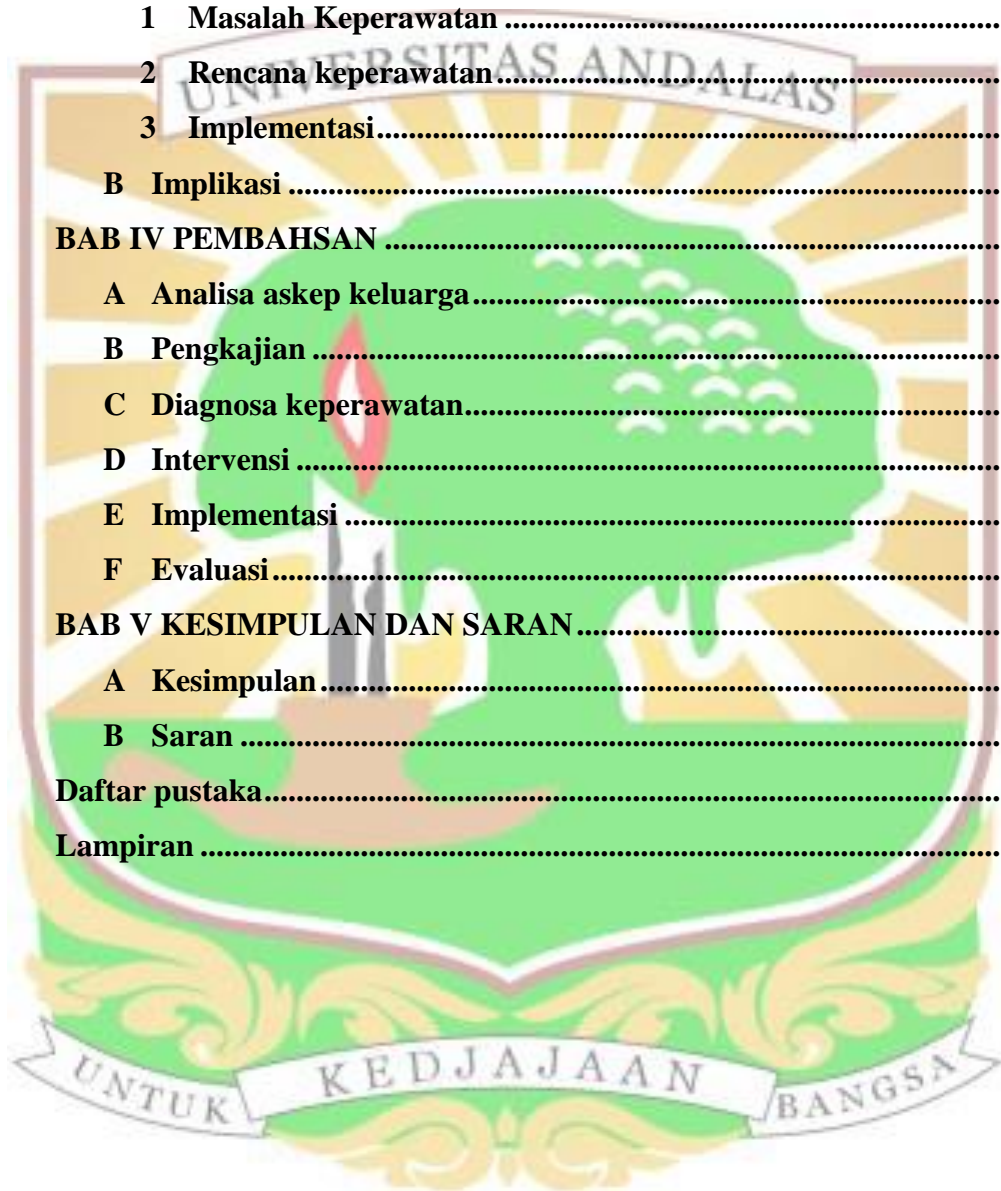 1 Masalah Keperawatan ........................................................
UNIVERSITAS ANDALAS
2 Rencana keperawatan ........................................................
3 Implementasi ........................................................
B Implikasi ........................................................
BAB IV PEMBAHSAN ........................................................
A Analisa askep keluarga ........................................................
B Pengkajian ........................................................
C Diagnosa keperawatan ........................................................
D Intervensi ........................................................
E Implementasi ........................................................
F Evaluasi ........................................................
BAB V KESIMPULAN DAN SARAN ........................................................
A Kesimpulan ........................................................
B Saran ........................................................
Daftar pustaka ........................................................
Lampiran ........................................................
UNTUK KEDJAJAAN BANGSA